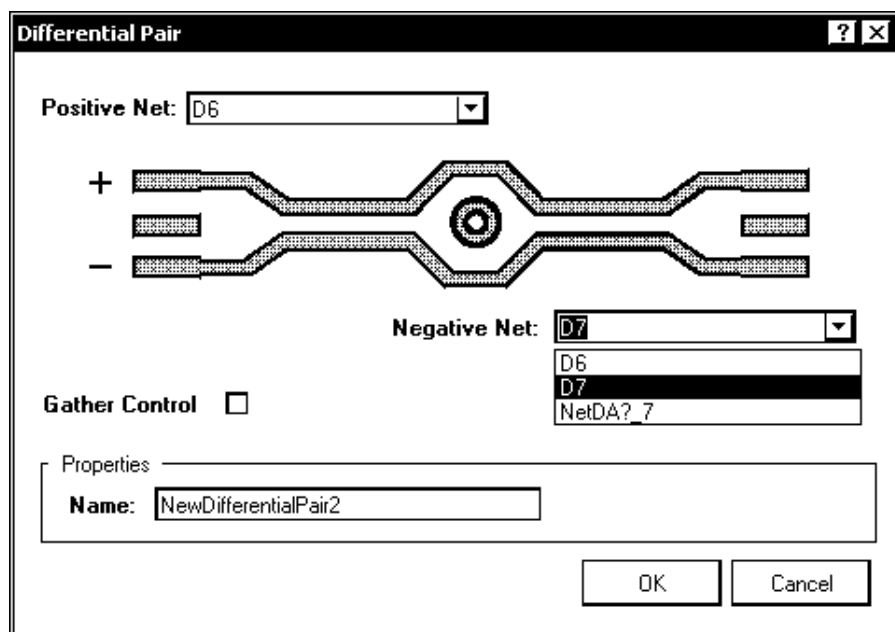 Differential Pair
Positive Net: D6
+
−
Negative Net: D7
D6
D7
NetDA?_7
Gather Control
Properties
Name: NewDifferentialPair2
OK Cancel